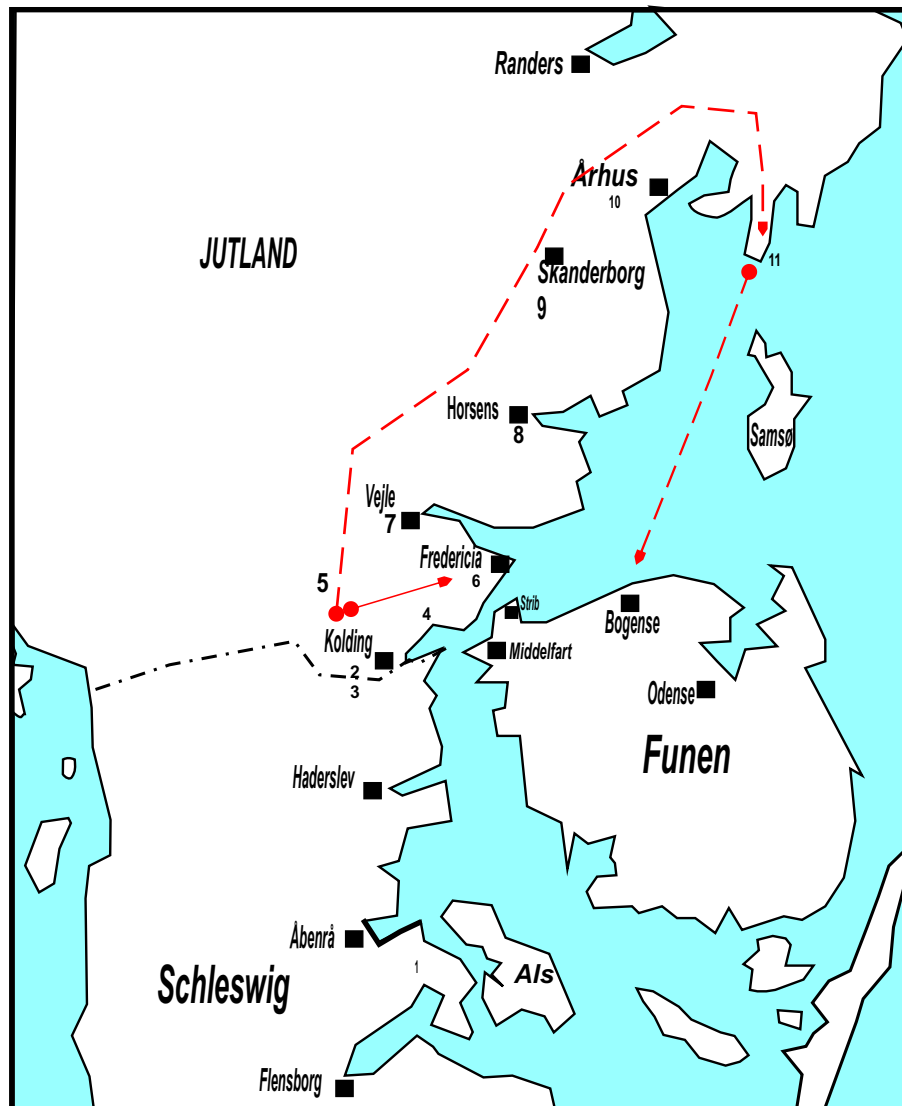 Randers
Århus
10
JUTLAND
11
Skanderborg
9
Horsens
8
Samsø
Vejle
7
Fredericia
5
6
Strib
4
Bogense
Kolding
Middelfart
2
3
Odense
Funen
Haderslev
Åbenrå
1
Als
Schleswig
Flensborg